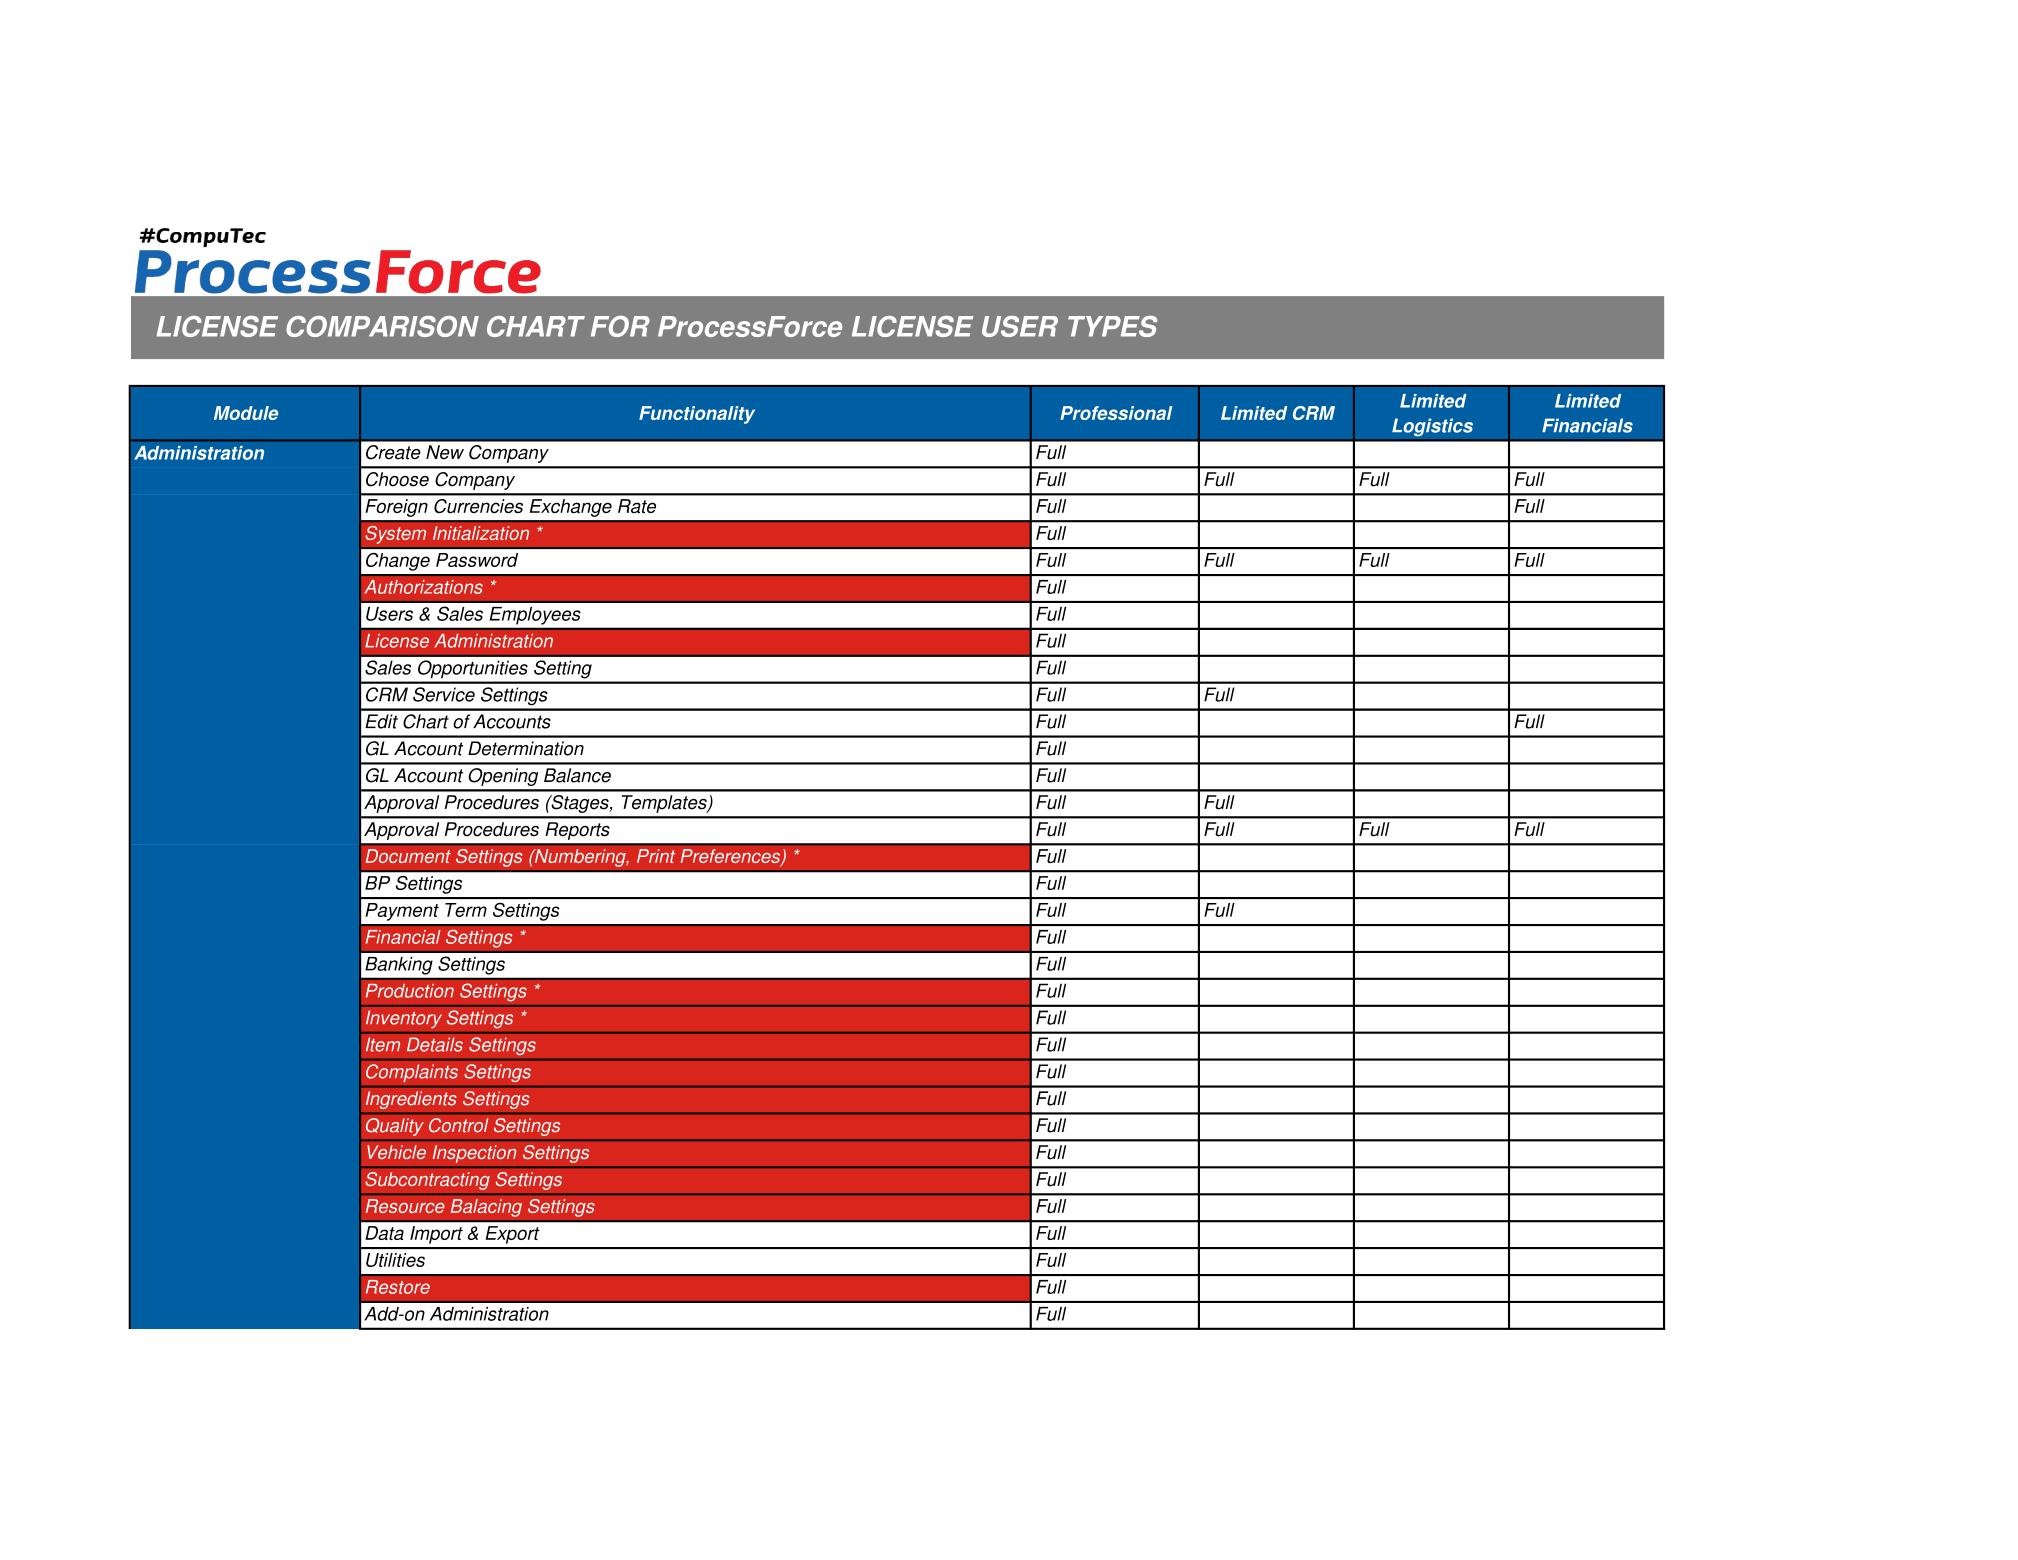 #CompuTec
ProcessForce
LICENSE COMPARISON CHART FOR ProcessForce LICENSE USER TYPES
Module Functionality Professional Limited CRM Limited Logistics Limited Financials
Administration Create New Company Full
Choose Company Full Full Full Full
Foreign Currencies Exchange Rate Full Full
System Initialization * Full
Change Password Full Full Full Full
Authorizations * Full
Users & Sales Employees Full
License Administration Full
Sales Opportunities Setting Full
CRM Service Settings Full Full
Edit Chart of Accounts Full Full
GL Account Determination Full
GL Account Opening Balance Full
Approval Procedures (Stages, Templates) Full Full
Approval Procedures Reports Full Full Full Full
Document Settings (Numbering, Print Preferences) * Full
BP Settings Full
Payment Term Settings Full Full
Financial Settings * Full
Banking Settings Full
Production Settings * Full
Inventory Settings * Full
Item Details Settings Full
Complaints Settings Full
Ingredients Settings Full
Quality Control Settings Full
Vehicle Inspection Settings Full
Subcontracting Settings Full
Resource Balacing Settings Full
Data Import & Export Full
Utilities Full
Restore Full
Add-on Administration Full